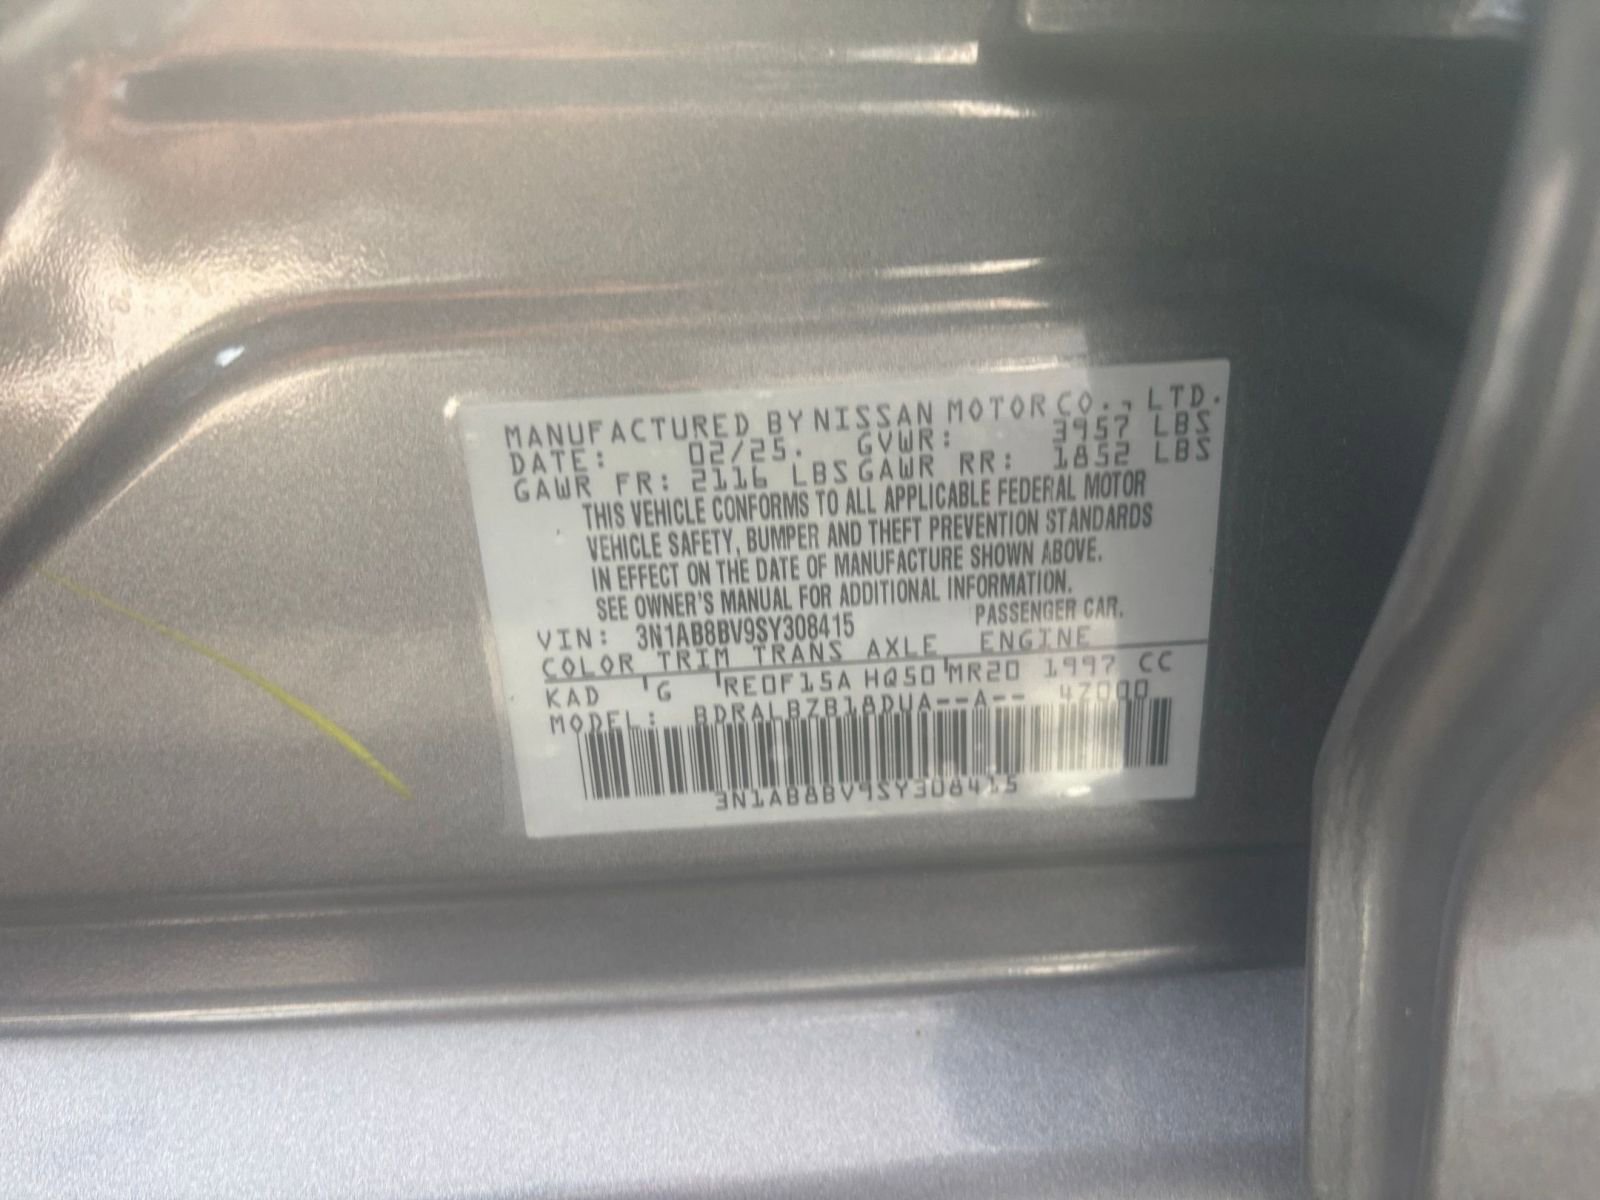 MANUFACTURED BY NISSAN MOTOR CO., LTD.
DATE: 02/25. GVWR: 3957 LBS
GAWR FR: 2116 LBS GAWR RR: 1852 LBS
THIS VEHICLE CONFORMS TO ALL APPLICABLE FEDERAL MOTOR
VEHICLE SAFETY, BUMPER AND THEFT PREVENTION STANDARDS
IN EFFECT ON THE DATE OF MANUFACTURE SHOWN ABOVE.
SEE OWNER'S MANUAL FOR ADDITIONAL INFORMATION.
VIN: 3N1AB8BV9SY308415 PASSENGER CAR.
COLOR TRIM TRANS AXLE ENGINE
KAD G RE0F15A HQ50 MR20 1997 CC
MODEL: BDRALBZB18DUA--A-- 4Z000
3N1AB8BV9SY308415